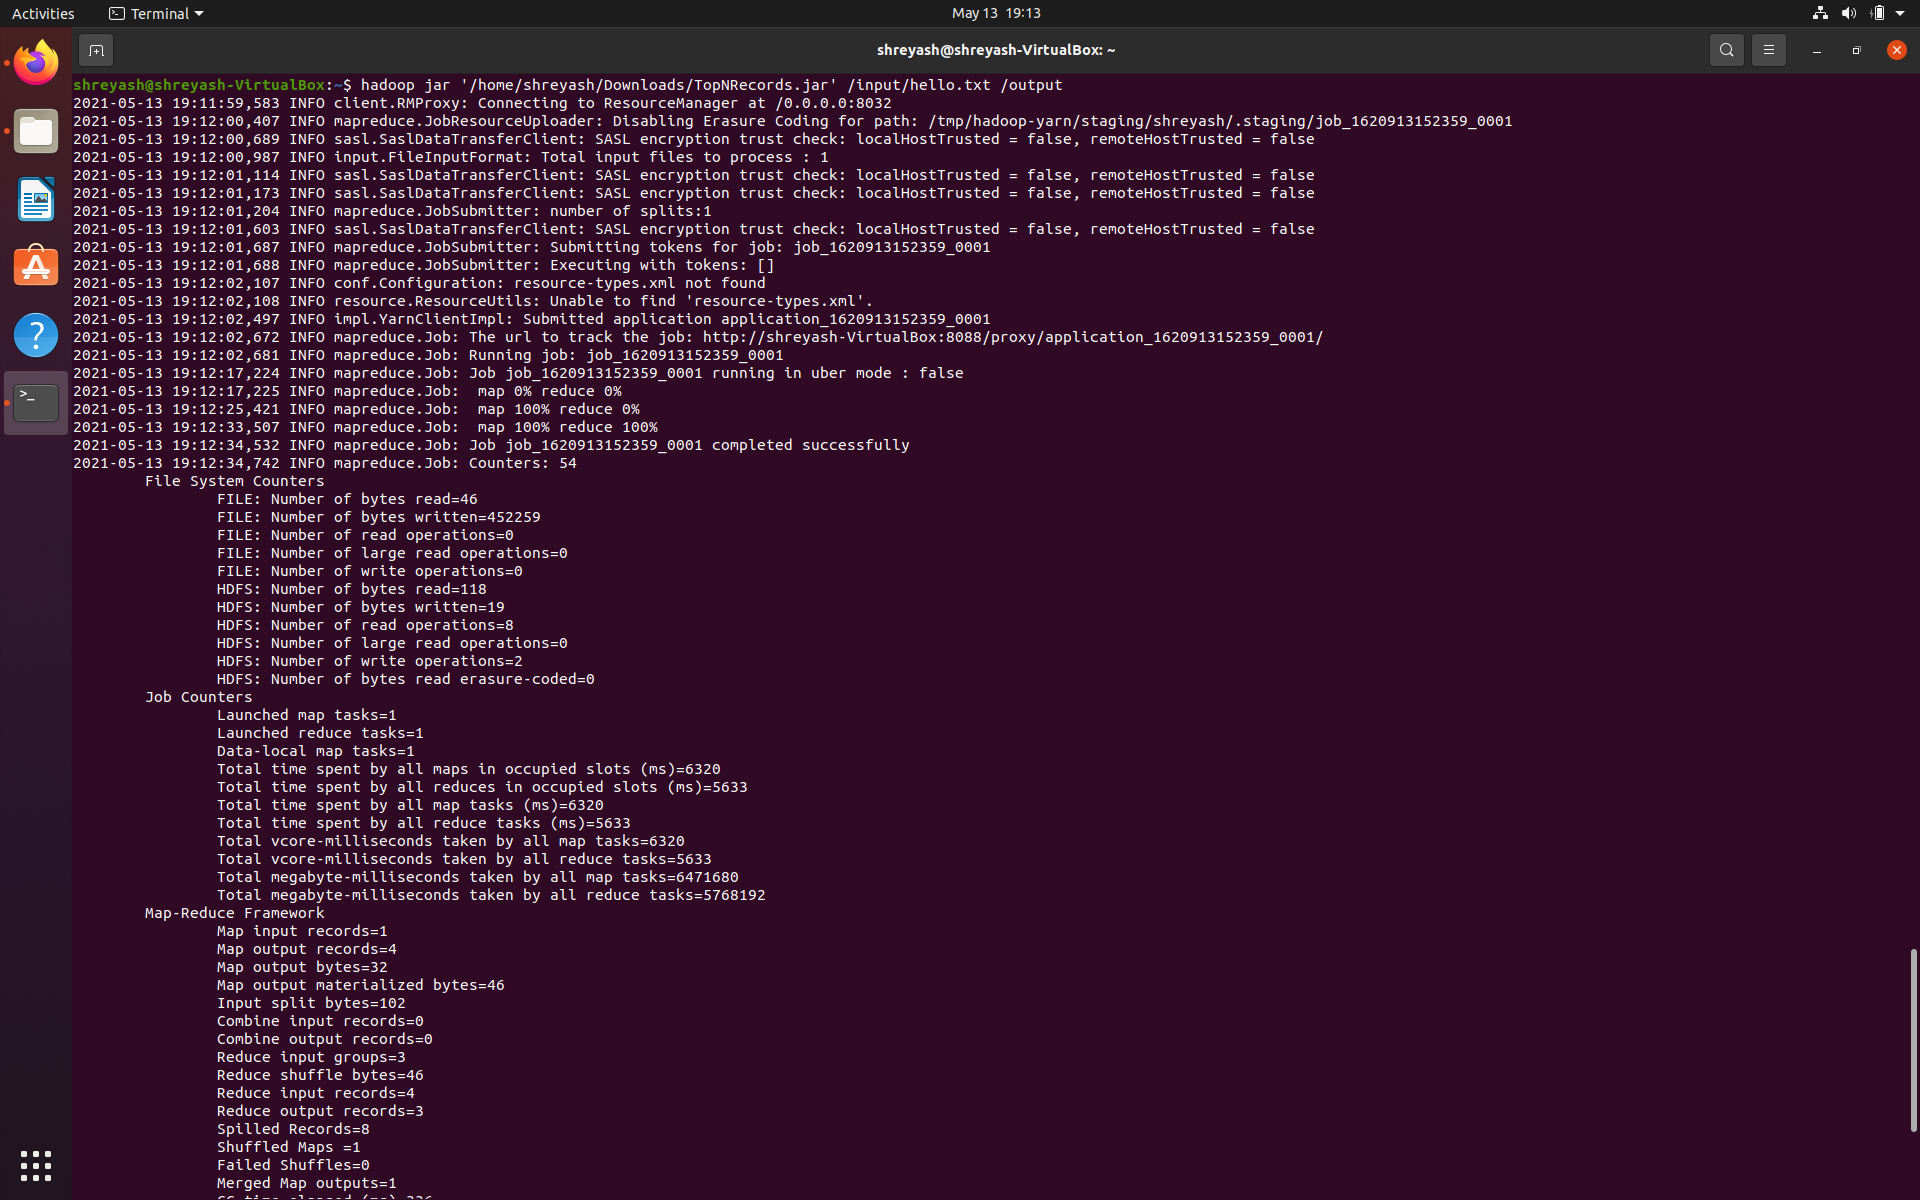 Activities
Terminal
May 13 19:13
shreyash@shreyash-VirtualBox: ~
shreyash@shreyash-VirtualBox:~$ hadoop jar '/home/shreyash/Downloads/TopNRecords.jar' /input/hello.txt /output
2021-05-13 19:11:59,583 INFO client.RMProxy: Connecting to ResourceManager at /0.0.0.0:8032
2021-05-13 19:12:00,407 INFO mapreduce.JobResourceUploader: Disabling Erasure Coding for path: /tmp/hadoop-yarn/staging/shreyash/.staging/job_1620913152359_0001
2021-05-13 19:12:00,689 INFO sasl.SaslDataTransferClient: SASL encryption trust check: localHostTrusted = false, remoteHostTrusted = false
2021-05-13 19:12:00,987 INFO input.FileInputFormat: Total input files to process : 1
2021-05-13 19:12:01,114 INFO sasl.SaslDataTransferClient: SASL encryption trust check: localHostTrusted = false, remoteHostTrusted = false
2021-05-13 19:12:01,173 INFO sasl.SaslDataTransferClient: SASL encryption trust check: localHostTrusted = false, remoteHostTrusted = false
2021-05-13 19:12:01,204 INFO mapreduce.JobSubmitter: number of splits:1
2021-05-13 19:12:01,603 INFO sasl.SaslDataTransferClient: SASL encryption trust check: localHostTrusted = false, remoteHostTrusted = false
2021-05-13 19:12:01,687 INFO mapreduce.JobSubmitter: Submitting tokens for job: job_1620913152359_0001
2021-05-13 19:12:01,688 INFO mapreduce.JobSubmitter: Executing with tokens: []
2021-05-13 19:12:02,107 INFO conf.Configuration: resource-types.xml not found
2021-05-13 19:12:02,108 INFO resource.ResourceUtils: Unable to find 'resource-types.xml'.
2021-05-13 19:12:02,497 INFO impl.YarnClientImpl: Submitted application application_1620913152359_0001
2021-05-13 19:12:02,672 INFO mapreduce.Job: The url to track the job: http://shreyash-VirtualBox:8088/proxy/application_1620913152359_0001/
2021-05-13 19:12:02,681 INFO mapreduce.Job: Running job: job_1620913152359_0001
2021-05-13 19:12:17,224 INFO mapreduce.Job: Job job_1620913152359_0001 running in uber mode : false
2021-05-13 19:12:17,225 INFO mapreduce.Job:  map 0% reduce 0%
2021-05-13 19:12:25,421 INFO mapreduce.Job:  map 100% reduce 0%
2021-05-13 19:12:33,507 INFO mapreduce.Job:  map 100% reduce 100%
2021-05-13 19:12:34,532 INFO mapreduce.Job: Job job_1620913152359_0001 completed successfully
2021-05-13 19:12:34,742 INFO mapreduce.Job: Counters: 54
File System Counters
FILE: Number of bytes read=46
FILE: Number of bytes written=452259
FILE: Number of read operations=0
FILE: Number of large read operations=0
FILE: Number of write operations=0
HDFS: Number of bytes read=118
HDFS: Number of bytes written=19
HDFS: Number of read operations=8
HDFS: Number of large read operations=0
HDFS: Number of write operations=2
HDFS: Number of bytes read erasure-coded=0
Job Counters
Launched map tasks=1
Launched reduce tasks=1
Data-local map tasks=1
Total time spent by all maps in occupied slots (ms)=6320
Total time spent by all reduces in occupied slots (ms)=5633
Total time spent by all map tasks (ms)=6320
Total time spent by all reduce tasks (ms)=5633
Total vcore-milliseconds taken by all map tasks=6320
Total vcore-milliseconds taken by all reduce tasks=5633
Total megabyte-milliseconds taken by all map tasks=6471680
Total megabyte-milliseconds taken by all reduce tasks=5768192
Map-Reduce Framework
Map input records=1
Map output records=4
Map output bytes=32
Map output materialized bytes=46
Input split bytes=102
Combine input records=0
Combine output records=0
Reduce input groups=3
Reduce shuffle bytes=46
Reduce input records=4
Reduce output records=3
Spilled Records=8
Shuffled Maps =1
Failed Shuffles=0
Merged Map outputs=1